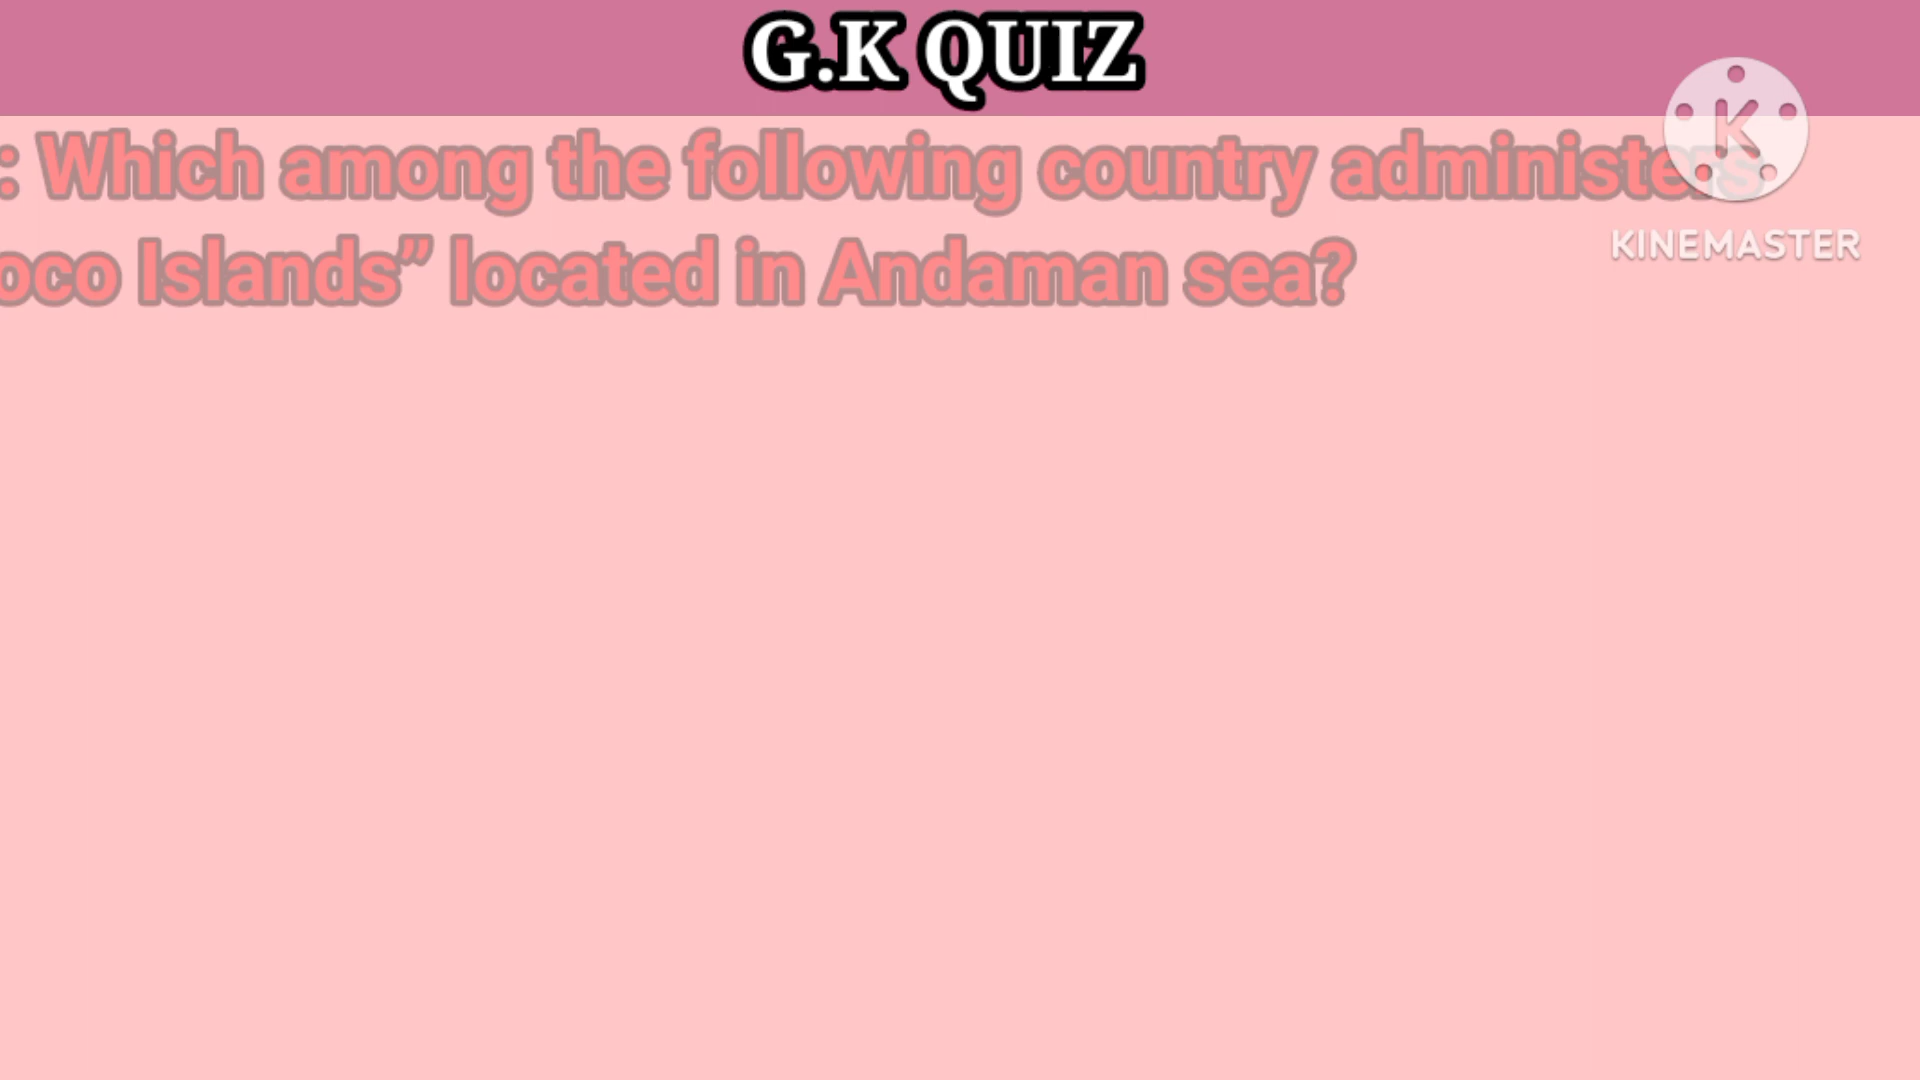 G.K QUIZ
: Which among the following country administers
oco Islands” located in Andaman sea?
K
KINEMASTER